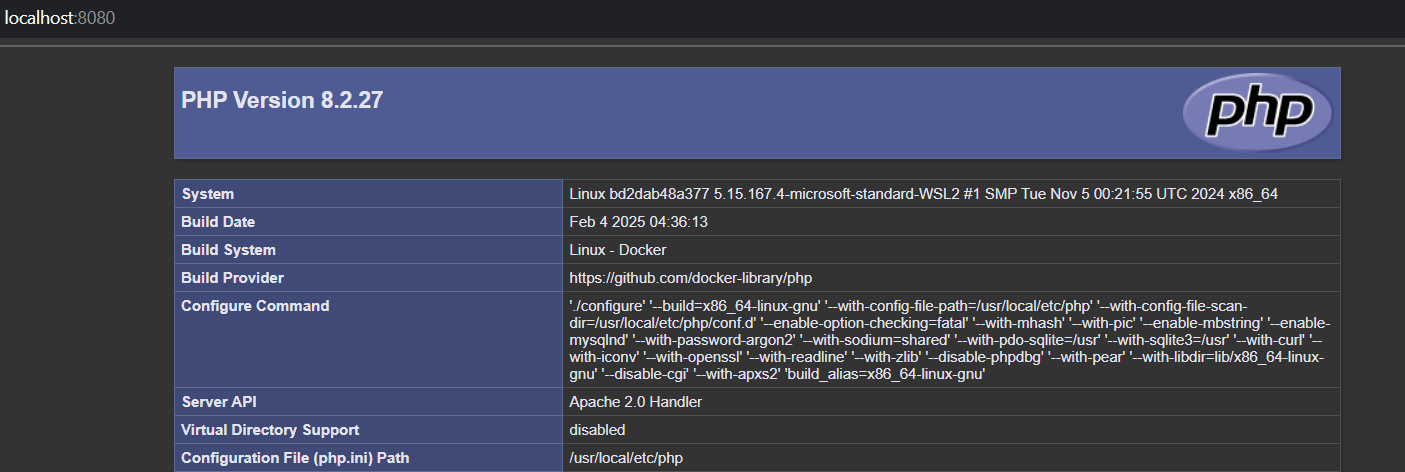 localhost:8080
PHP Version 8.2.27
php
System Linux bd2dab48a377 5.15.167.4-microsoft-standard-WSL2 #1 SMP Tue Nov 5 00:21:55 UTC 2024 x86_64
Build Date Feb 4 2025 04:36:13
Build System Linux - Docker
Build Provider https://github.com/docker-library/php
Configure Command './configure' '--build=x86_64-linux-gnu' '--with-config-file-path=/usr/local/etc/php' '--with-config-file-scan-
dir=/usr/local/etc/php/conf.d' '--enable-option-checking=fatal' '--with-mhash' '--with-pic' '--enable-mbstring' '--enable-
mysqlnd' '--with-password-argon2' '--with-sodium=shared' '--with-pdo-sqlite=/usr' '--with-sqlite3=/usr' '--with-curl' '--
with-iconv' '--with-openssl' '--with-readline' '--with-zlib' '--disable-phpdbg' '--with-pear' '--with-libdir=lib/x86_64-linux-
gnu' '--disable-cgi' '--with-apxs2' 'build_alias=x86_64-linux-gnu'
Server API Apache 2.0 Handler
Virtual Directory Support disabled
Configuration File (php.ini) Path /usr/local/etc/php